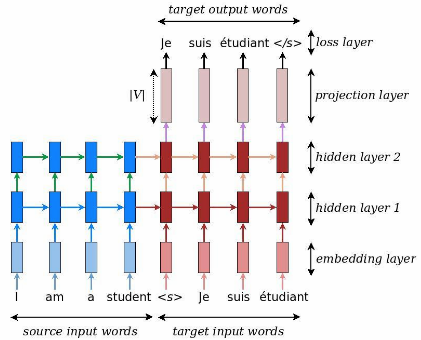 target output words
Je suis étudiant </s> loss layer
|V| projection layer
hidden layer 2
hidden layer 1
embedding layer
I am a student <s> Je suis étudiant
source input words target input words